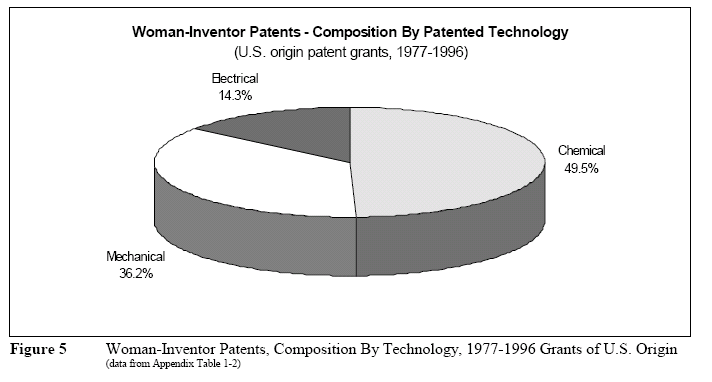 Woman-Inventor Patents - Composition By Patented Technology
(U.S. origin patent grants, 1977-1996)
Electrical
14.3%
Chemical
49.5%
Mechanical
36.2%
Figure 5 Woman-Inventor Patents, Composition By Technology, 1977-1996 Grants of U.S. Origin
(data from Appendix Table 1-2)